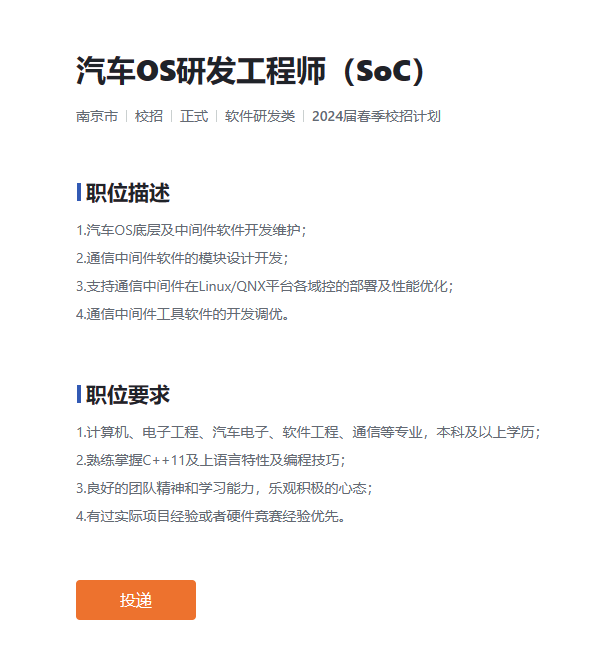 汽车OS研发工程师（SoC）
南京市 | 校招 | 正式 | 软件研发类 | 2024届春季校招计划
职位描述
1.汽车OS底层及中间件软件开发维护；
2.通信中间件软件的模块设计开发；
3.支持通信中间件在Linux/QNX平台各域控的部署及性能优化；
4.通信中间件工具软件的开发调优。
职位要求
1.计算机、电子工程、汽车电子、软件工程、通信等专业，本科及以上学历；
2.熟练掌握C++11及上语言特性及编程技巧；
3.良好的团队精神和学习能力，乐观积极的心态；
4.有过实际项目经验或者硬件竞赛经验优先。
投递